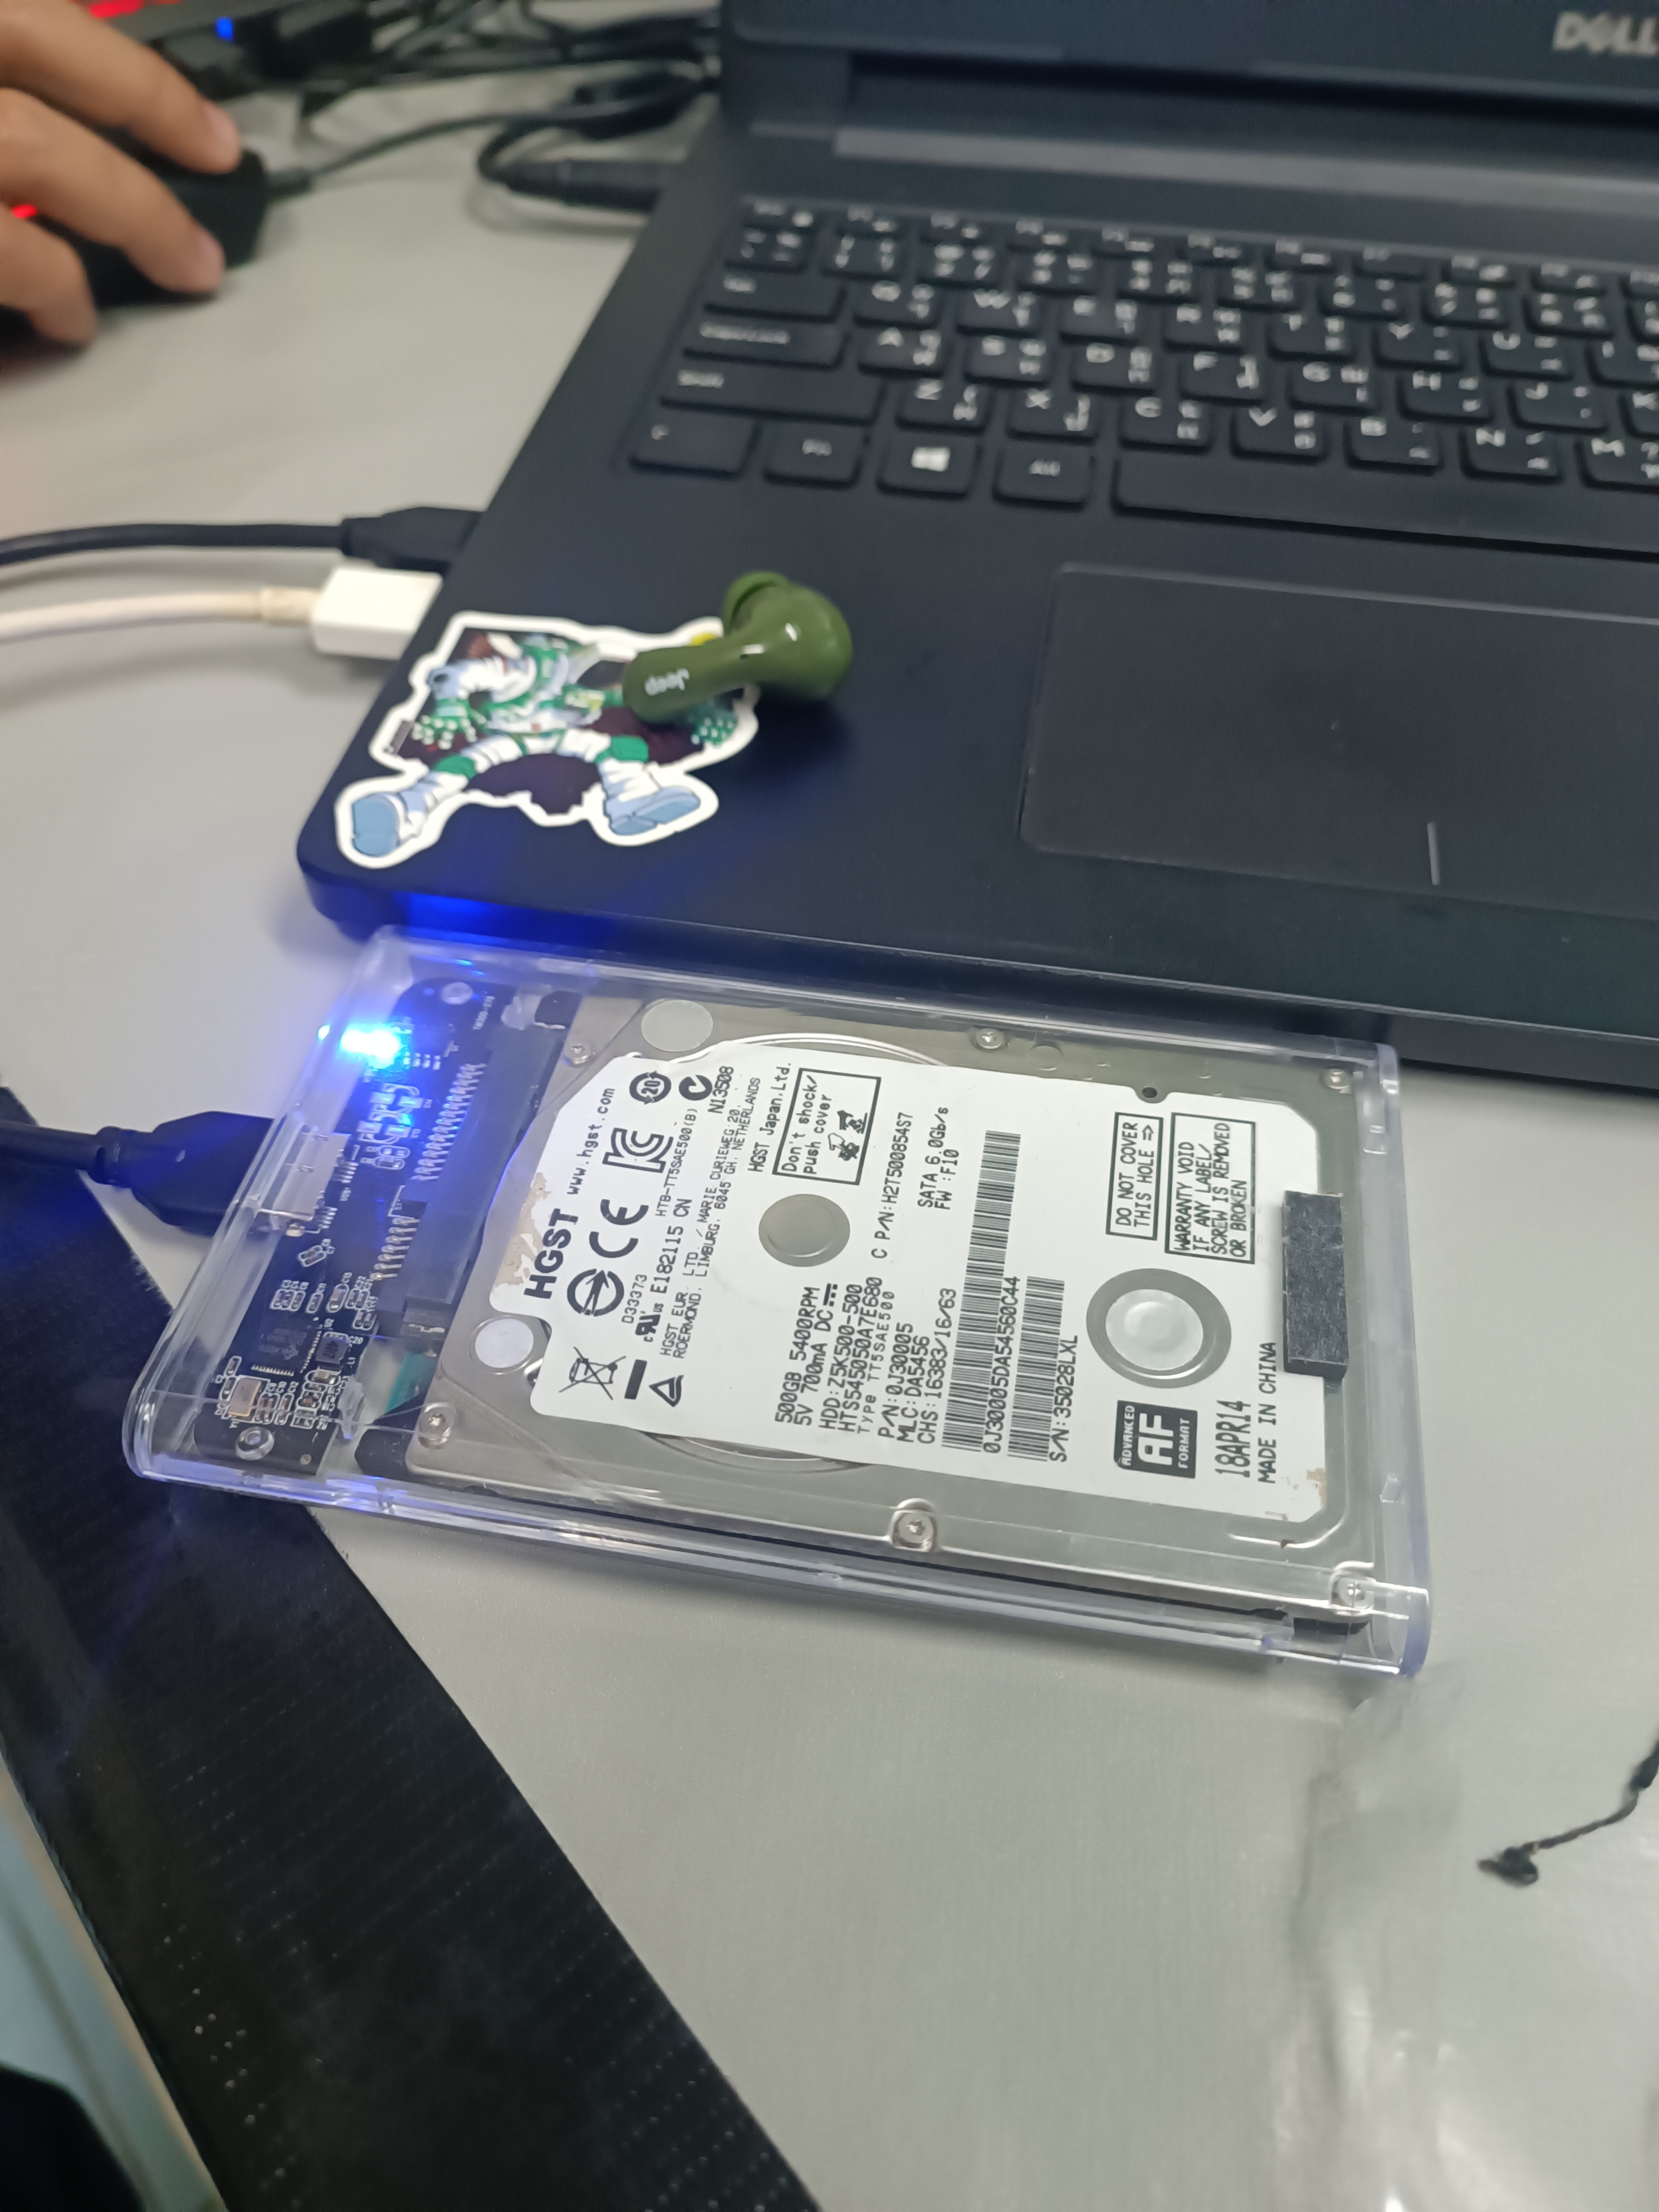 DELL
Q
W
E
R
T
Y
U
A
S
D
F
G
H
J
K
Z
X
C
V
B
N
M
Fn
Alt
Jeep
HGST www.hgst.com
20
N13508
D33373
E182115 CN HTB-TT5SAE500(B)
HGST EUR. LTD. / MARIE CURIEWEG 20,
ROERMOND, LIMBURG, 6045 GH, NETHERLANDS
HGST Japan,Ltd.
Don't shock/
push cover
500GB 5400RPM
5V 700mA DC
HDD:Z5K500-500
HTS545050A7E680 C P/N:H2T500854S7
Type TT5SAE500
P/N:0J30005
MLC:DA5456 SATA 6.0Gb/s
CHS:16383/16/63 FW:F10
0J30005DA54560C44
S/N:35028LXL
DO NOT COVER
THIS HOLE ⇒
WARRANTY VOID
IF ANY LABEL/
SCREW IS REMOVED
OR BROKEN
ADVANCED
AF
FORMAT
18APR14
MADE IN CHINA